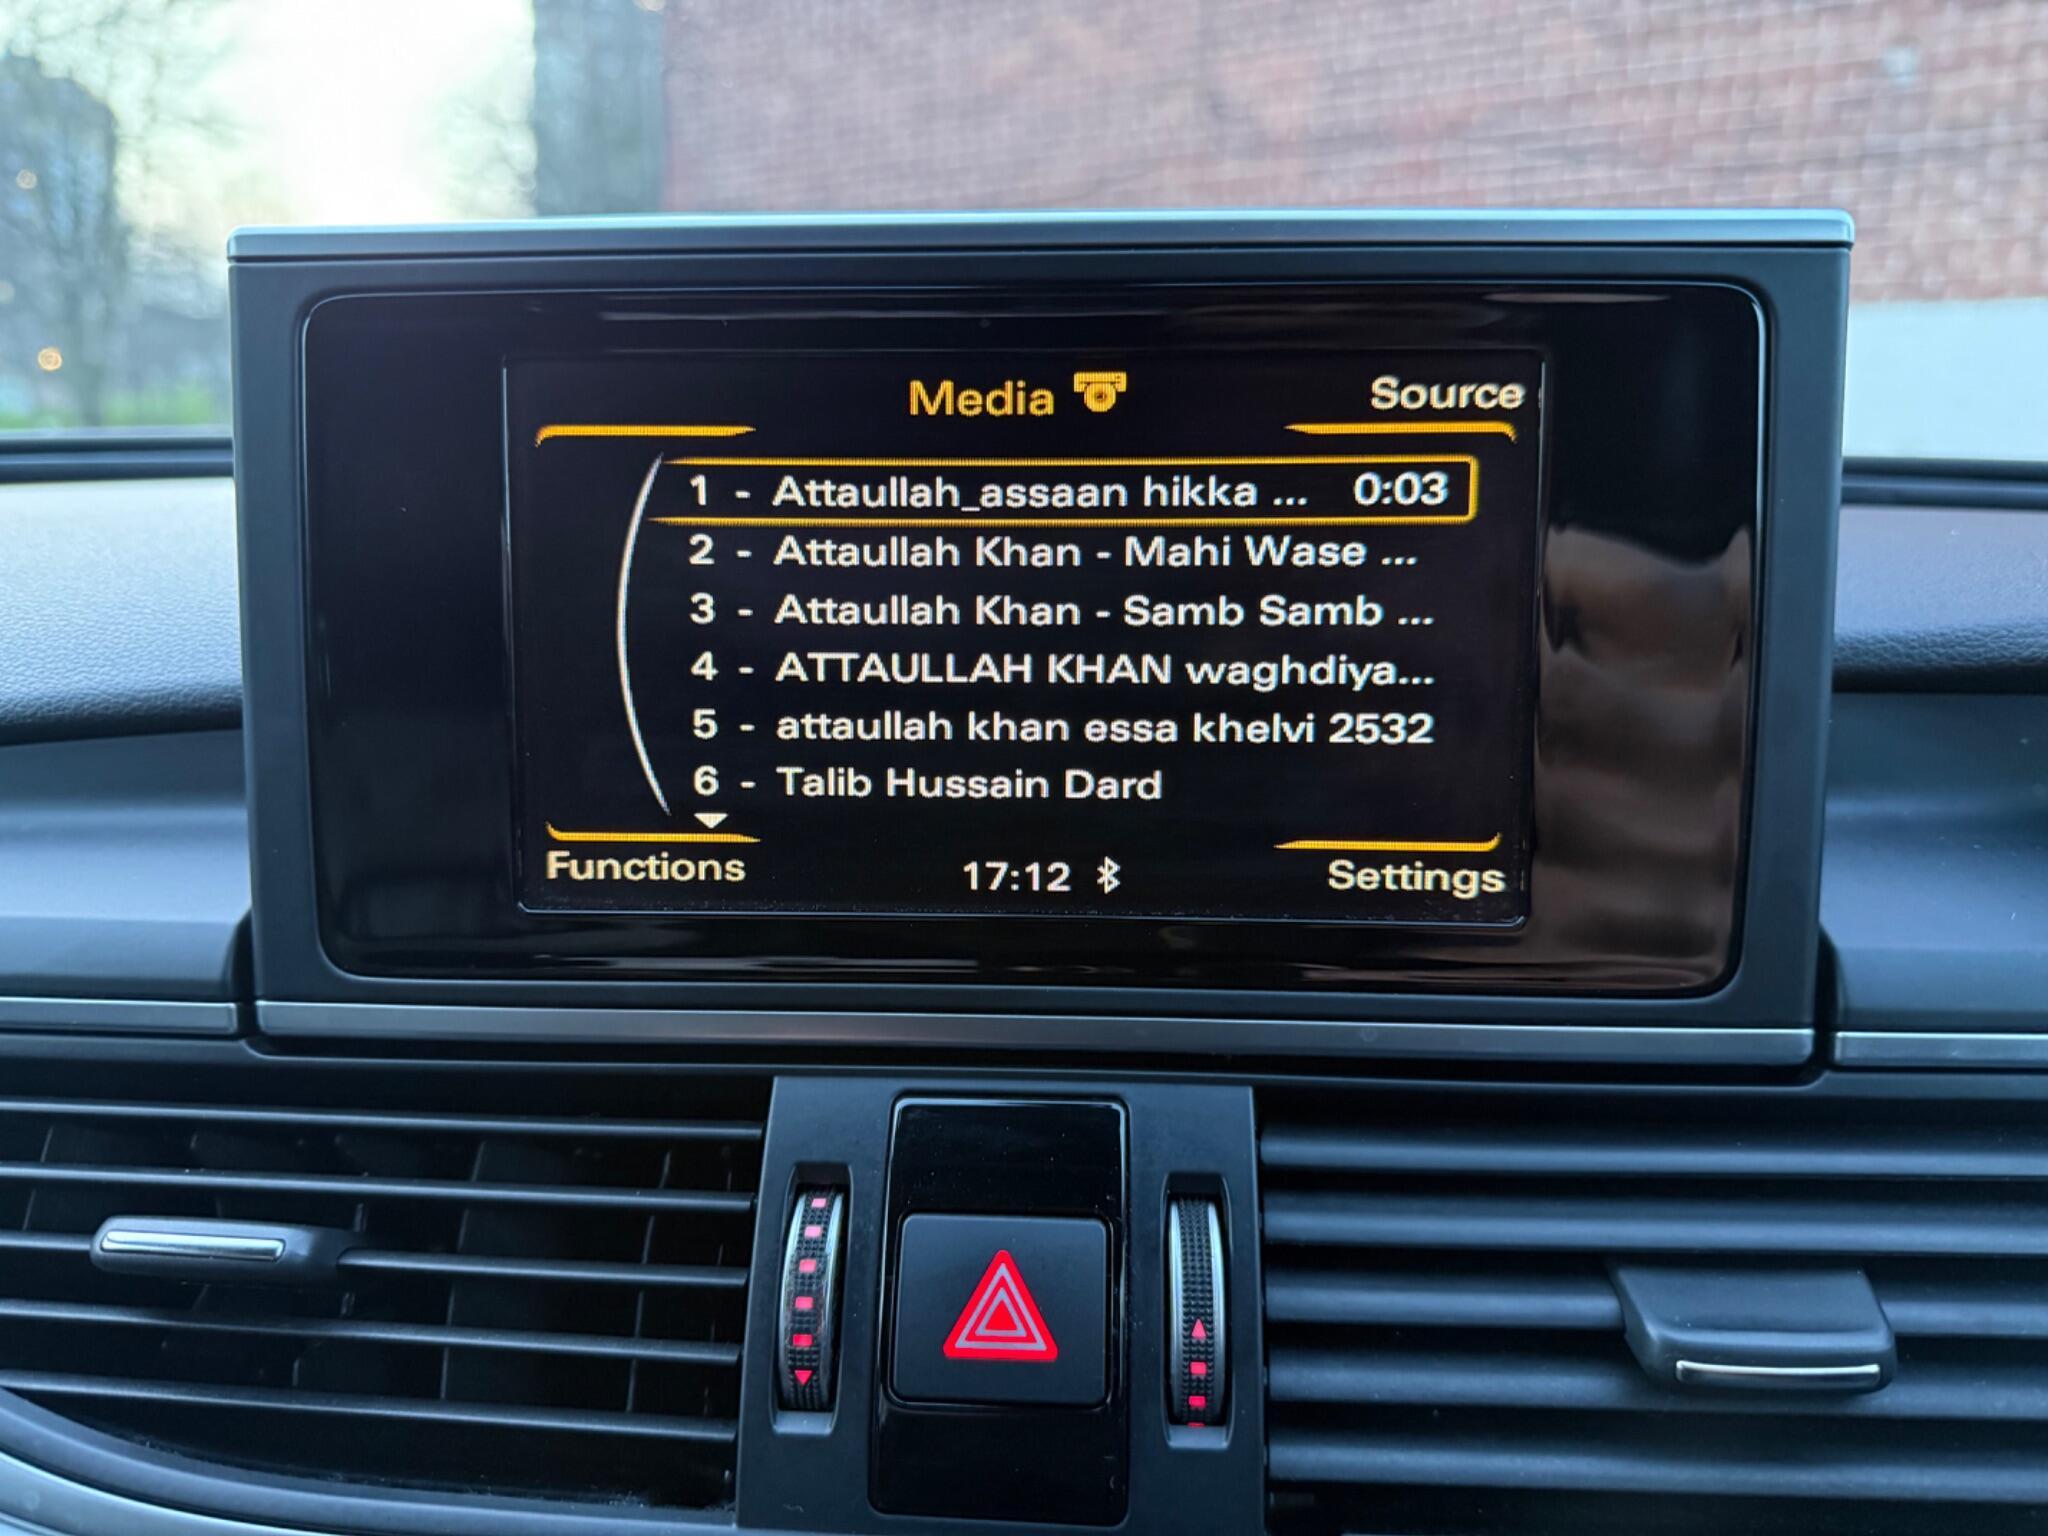 Media
Source
1 - Attaullah_assaan hikka ... 0:03
2 - Attaullah Khan - Mahi Wase ...
3 - Attaullah Khan - Samb Samb ...
4 - ATTAULLAH KHAN waghdiya...
5 - attaullah khan essa khelvi 2532
6 - Talib Hussain Dard
Functions
17:12
Settings